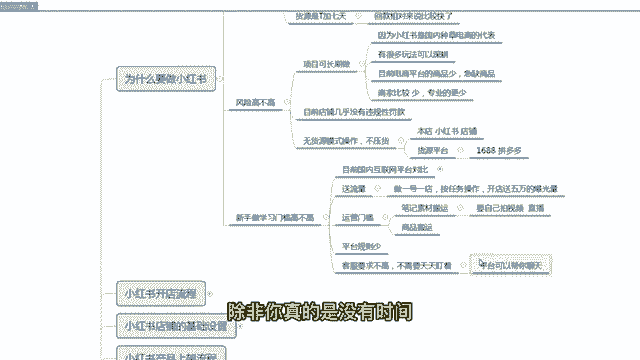 货源是T加七天
回款相对来说比较快了
因为小红书是国内种草电商的代表
有很多玩法可以深耕
项目可长期做
目前电商平台的商品少，急缺商品
商家比较少，专业的更少
为什么要做小红书
风险高不高
目前店铺几乎没有违规性罚款
本店 小红书 店铺
无货源模式操作，不压货
货源平台
1688 拼多多
目前国内互联网平台对比
送流量
做一号一店，按任务操作，开店送五万的曝光量
笔记素材搬运
要自己拍视频 直播
新手做学习门槛高不高
运营门槛
商品搬运
平台规则少
客服要求不高，不需要天天盯着
平台可以帮你聊天
小红书开店流程
除非你真的是没有时间
小红书店铺的基础设置
小红书产品上架流程